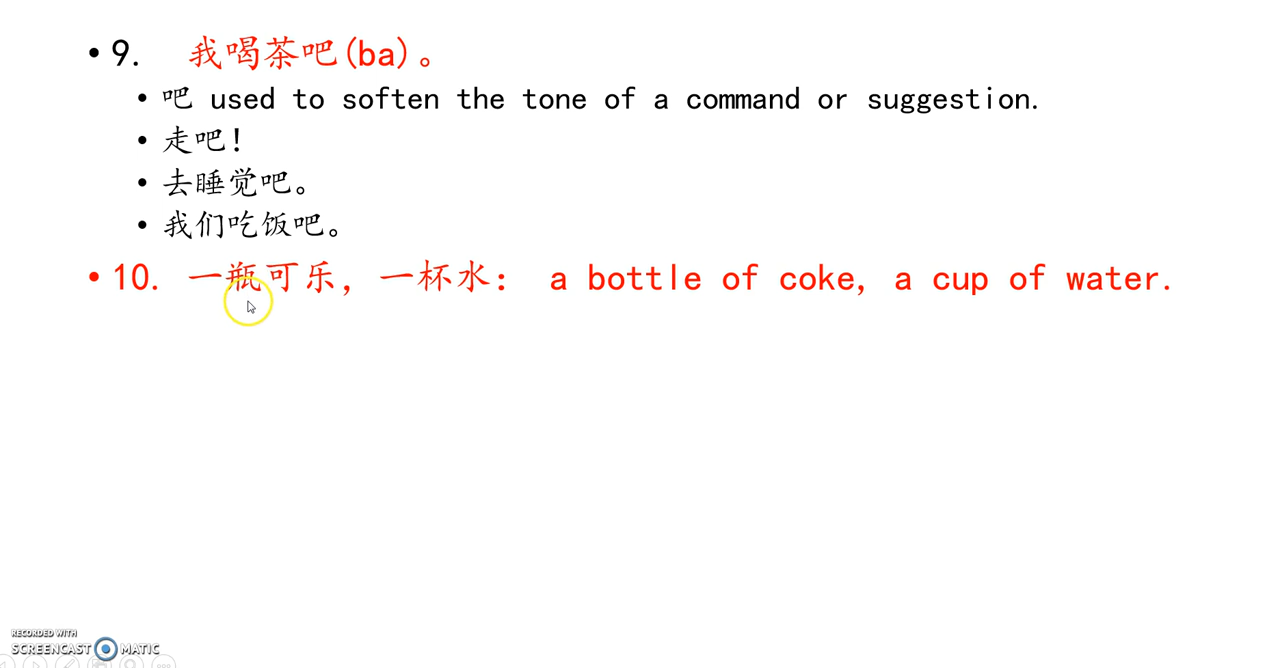 • 9. 我喝茶吧(ba)。
• 吧 used to soften the tone of a command or suggestion.
• 走吧!
• 去睡觉吧。
• 我们吃饭吧。
• 10. 一瓶可乐,一杯水: a bottle of coke, a cup of water.
RECORDED WITH
SCREENCAST MATIC